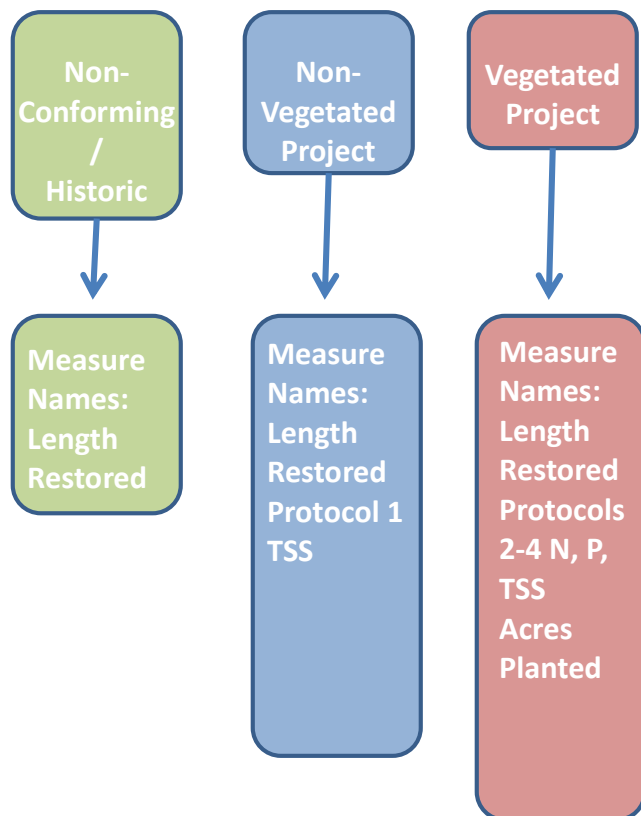 Non-
Conforming
/
Historic
Non-
Vegetated
Project
Vegetated
Project
Measure
Names:
Length
Restored
Measure
Names:
Length
Restored
Protocol 1
TSS
Measure
Names:
Length
Restored
Protocols
2-4 N, P,
TSS
Acres
Planted